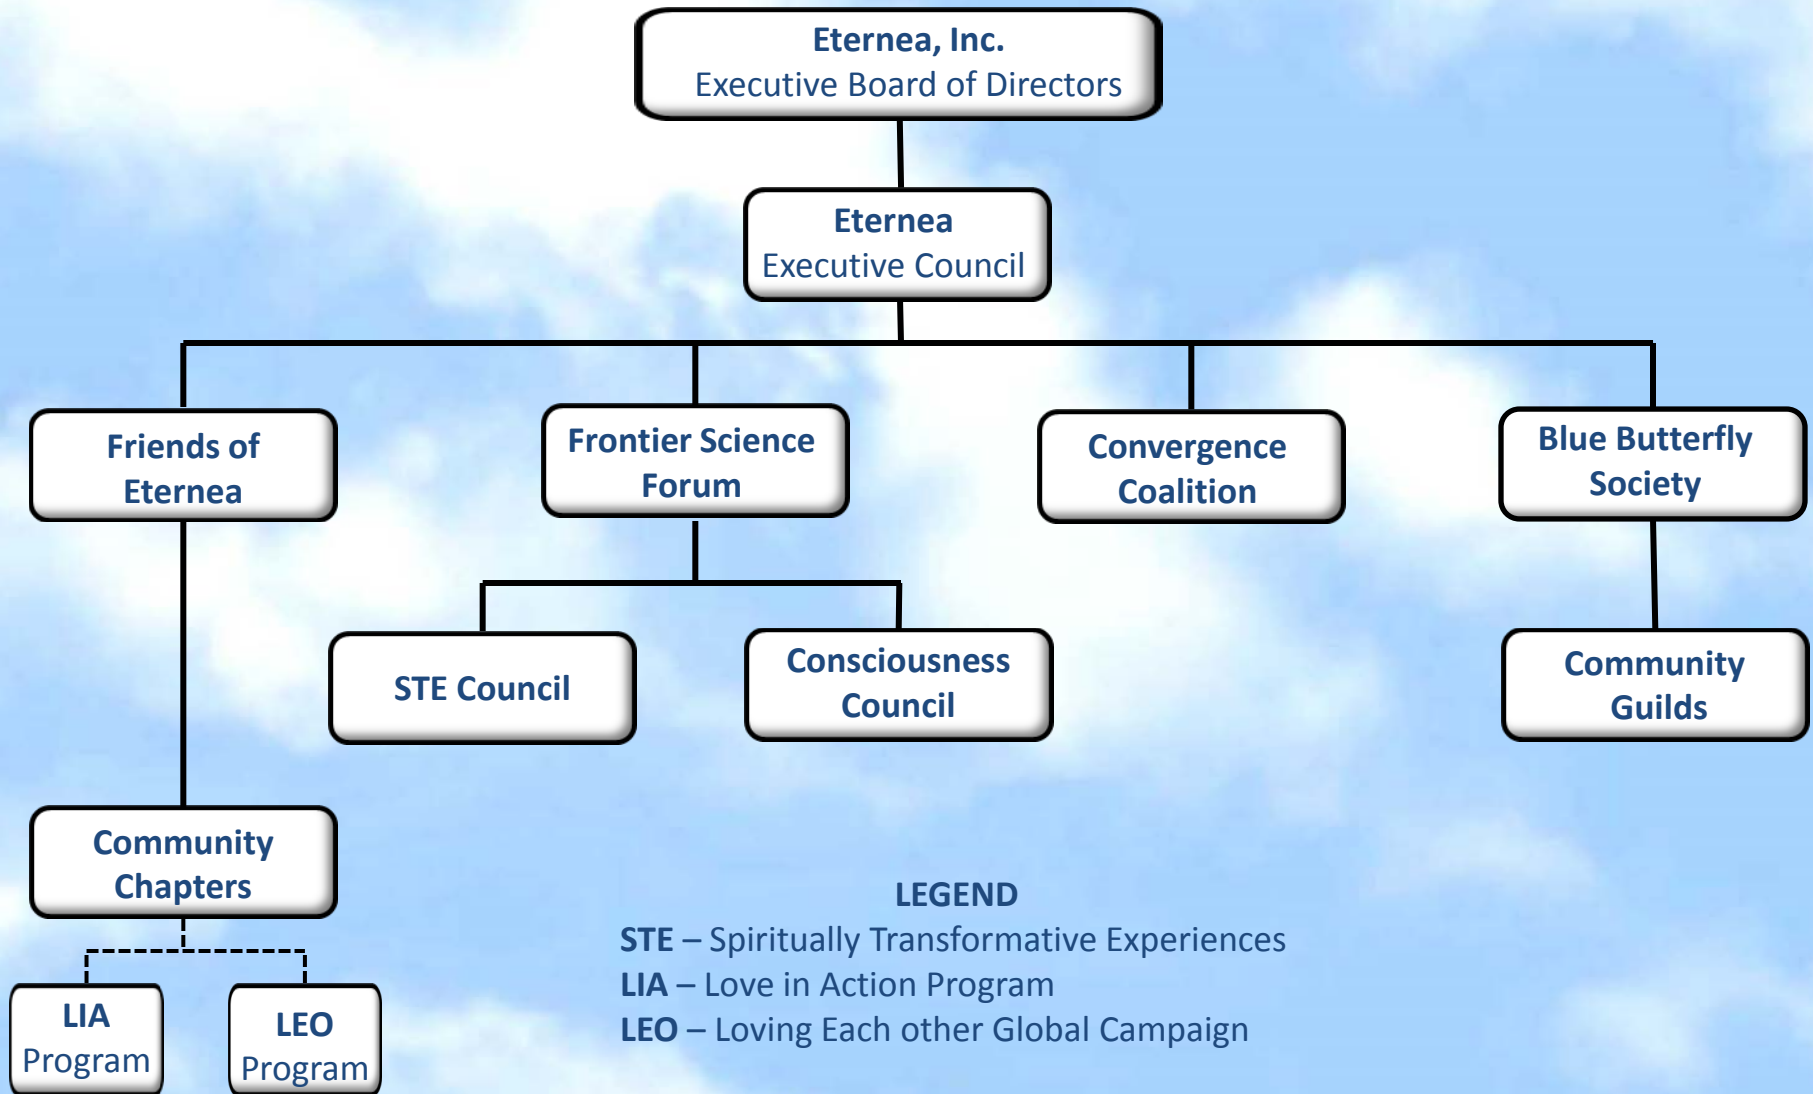 Eternea, Inc.
Executive Board of Directors
Eternea
Executive Council
Friends of
Eternea
Frontier Science
Forum
Convergence
Coalition
Blue Butterfly
Society
STE Council
Consciousness
Council
Community
Guilds
Community
Chapters
LIA
Program
LEO
Program
LEGEND
STE – Spiritually Transformative Experiences
LIA – Love in Action Program
LEO – Loving Each other Global Campaign